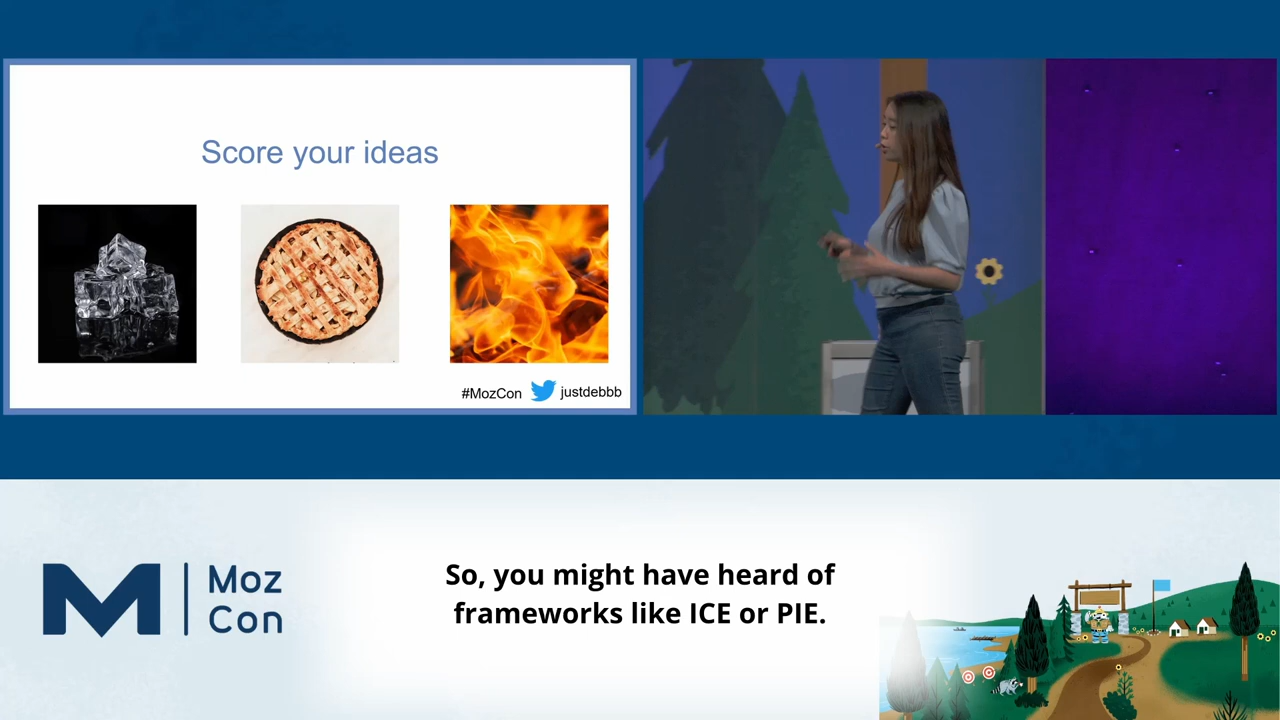 Score your ideas
#MozCon justdebbb
Moz
Con
So, you might have heard of
frameworks like ICE or PIE.